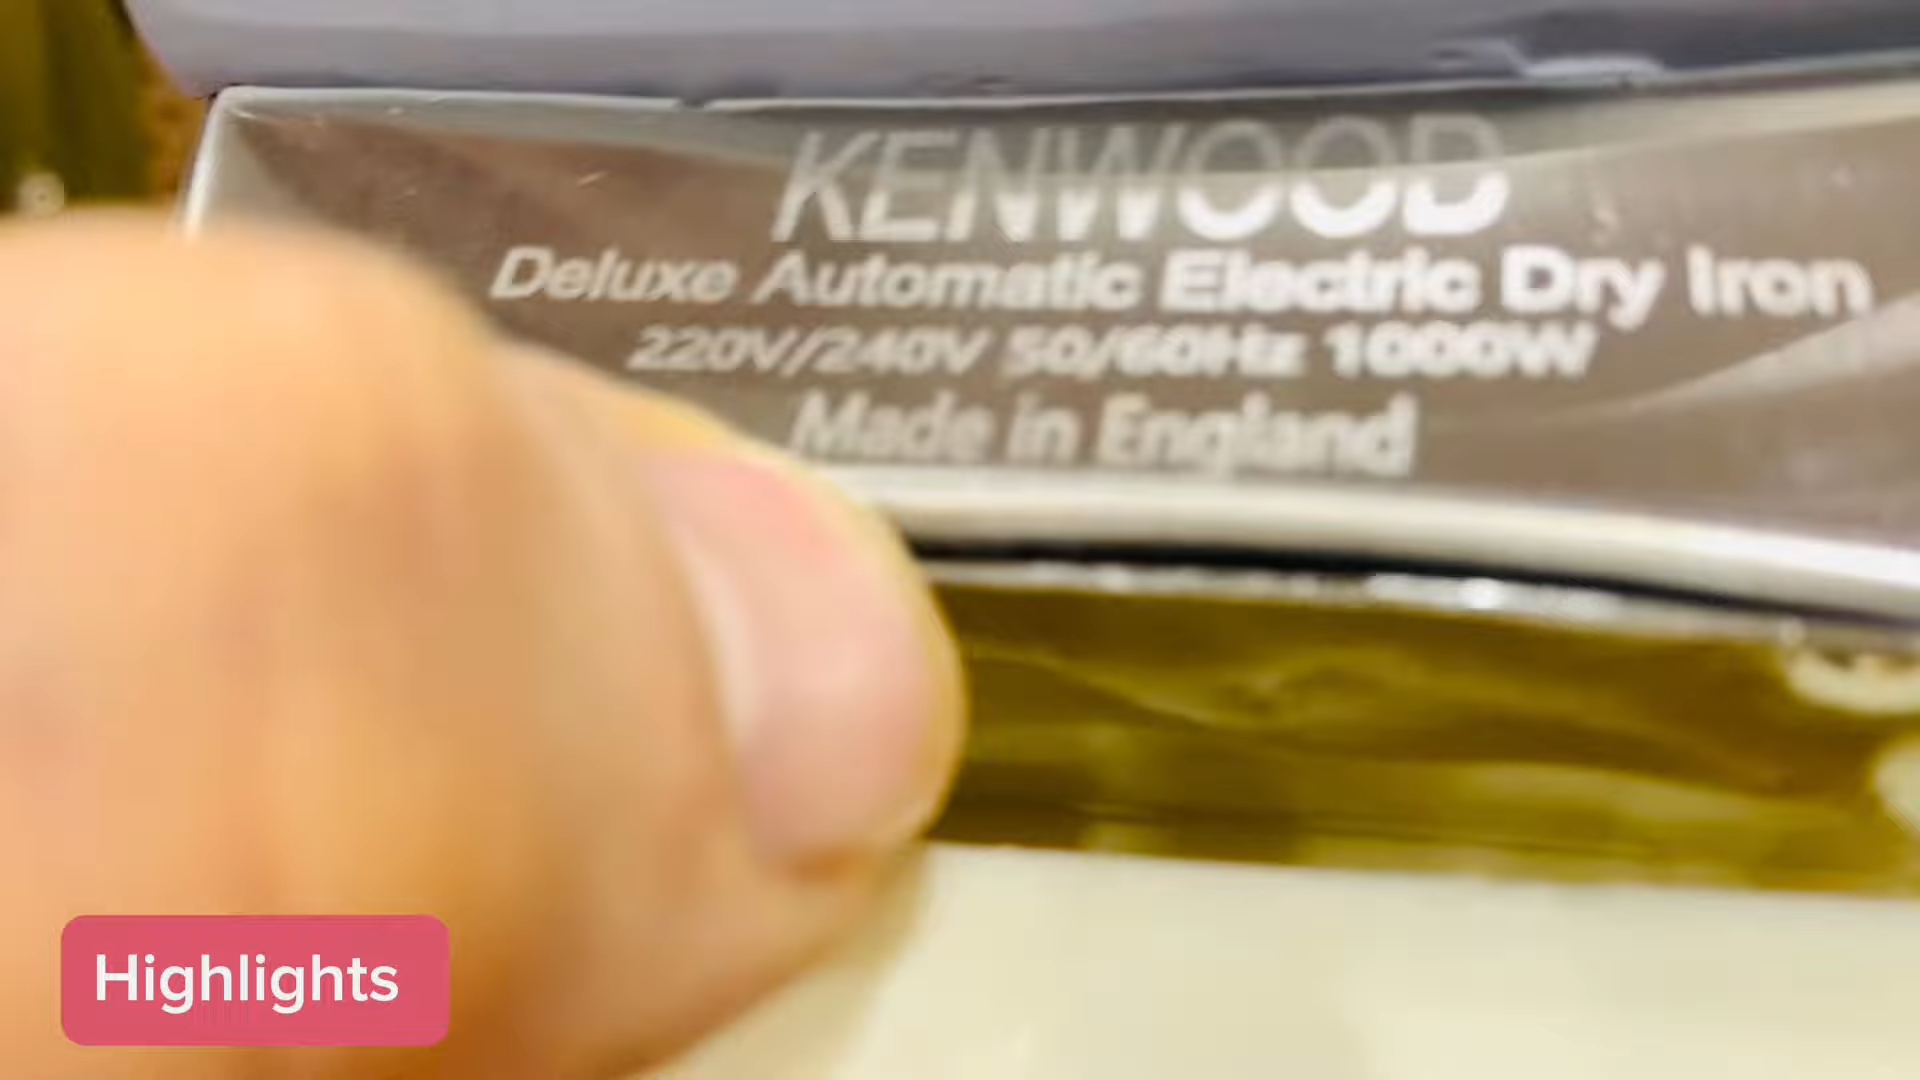 KENWOOD
Deluxe Automatic Electric Dry Iron
220V/240V 50/60Hz 1000W
Made in England
Highlights